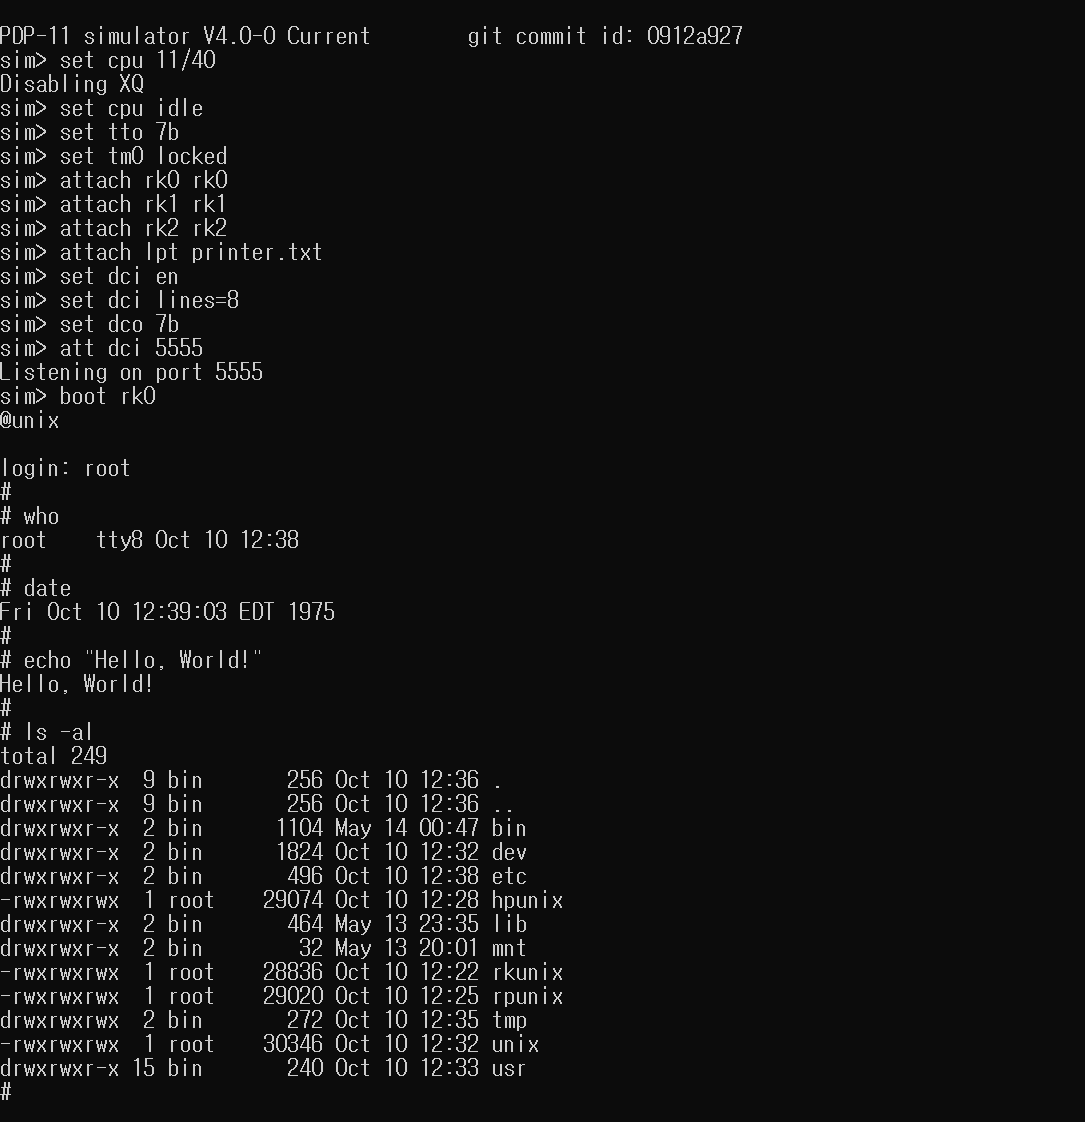 PDP-11 simulator V4.0-0 Current        git commit id: 0912a927
sim> set cpu 11/40
Disabling XQ
sim> set cpu idle
sim> set tto 7b
sim> set tm0 locked
sim> attach rk0 rk0
sim> attach rk1 rk1
sim> attach rk2 rk2
sim> attach lpt printer.txt
sim> set dci en
sim> set dci lines=8
sim> set dco 7b
sim> att dci 5555
Listening on port 5555
sim> boot rk0
@unix

login: root
#
# who
root    tty8 Oct 10 12:38
#
# date
Fri Oct 10 12:39:03 EDT 1975
#
# echo "Hello, World!"
Hello, World!
#
# ls -al
total 249
drwxrwxr-x  9 bin       256 Oct 10 12:36 .
drwxrwxr-x  9 bin       256 Oct 10 12:36 ..
drwxrwxr-x  2 bin      1104 May 14 00:47 bin
drwxrwxr-x  2 bin      1824 Oct 10 12:32 dev
drwxrwxr-x  2 bin       496 Oct 10 12:38 etc
-rwxrwxrwx  1 root    29074 Oct 10 12:28 hpunix
drwxrwxr-x  2 bin       464 May 13 23:35 lib
drwxrwxr-x  2 bin        32 May 13 20:01 mnt
-rwxrwxrwx  1 root    28836 Oct 10 12:22 rkunix
-rwxrwxrwx  1 root    29020 Oct 10 12:25 rpunix
drwxrwxrwx  2 bin       272 Oct 10 12:35 tmp
-rwxrwxrwx  1 root    30346 Oct 10 12:32 unix
drwxrwxr-x 15 bin       240 Oct 10 12:33 usr
#